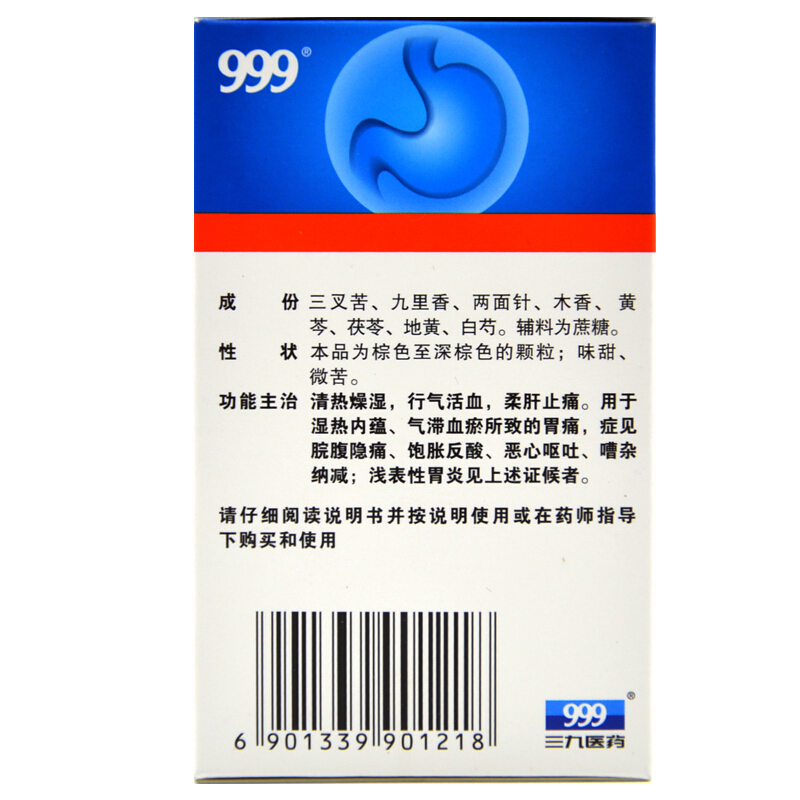 999®
成 份 三叉苦、九里香、两面针、木香、黄
芩、茯苓、地黄、白芍。辅料为蔗糖。
性 状 本品为棕色至深棕色的颗粒；味甜、
微苦。
功能主治 清热燥湿，行气活血，柔肝止痛。用于
湿热内蕴、气滞血瘀所致的胃痛，症见
脘腹隐痛、饱胀反酸、恶心呕吐、嘈杂
纳减；浅表性胃炎见上述证候者。
请仔细阅读说明书并按说明使用或在药师指导
下购买和使用
6 901339 901218
999®
三九医药